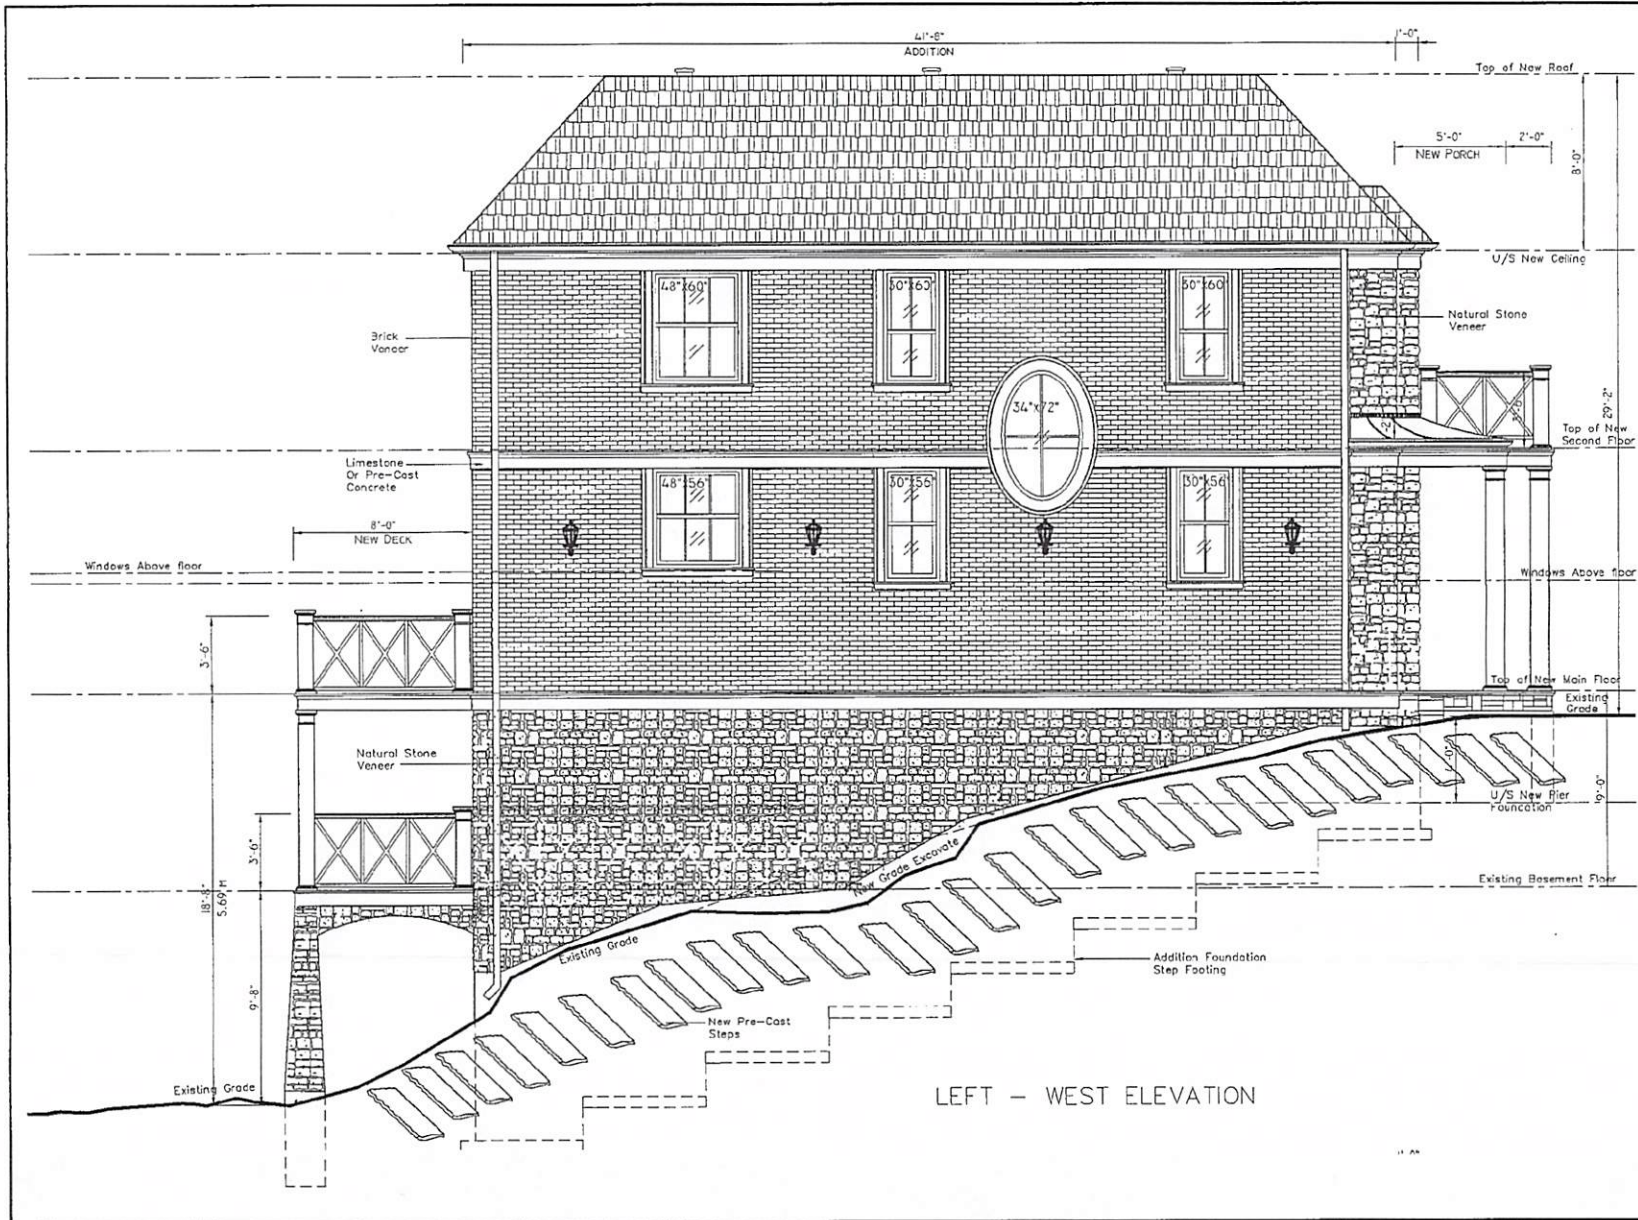 41'-8"
ADDITION
1'-0"
Top of New Roof
5'-0"
NEW PORCH
2'-0"
8'-0"
U/S New Ceiling
48"x60"
30"x60"
30"x60"
Brick
Veneer
Natural Stone
Veneer
34"x72"
29'-2"
Top of New
Second Floor
Limestone
Or Pre-Cast
Concrete
48"x56"
30"x56"
30"x56"
8'-0"
NEW DECK
Windows Above floor
Windows Above floor
3'-6"
Top of New Main Floor
Existing
Grade
Natural Stone
Veneer
U/S New Pier
Foundation
9'-0"
3'-6"
New Grade Excavate
Existing Basement Floor
18'-8"
5.69 M
Existing Grade
Addition Foundation
Step Footing
9'-8"
New Pre-Cast
Steps
Existing Grade
LEFT - WEST ELEVATION